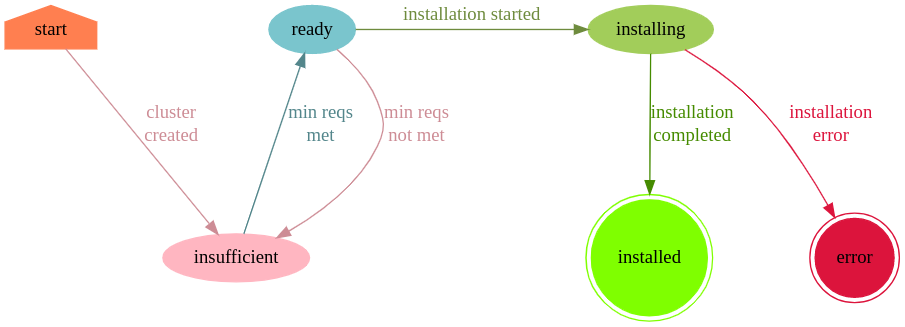 installation started
start
ready
installing
cluster
created
min reqs
met
min reqs
not met
installation
completed
installation
error
insufficient
installed
error